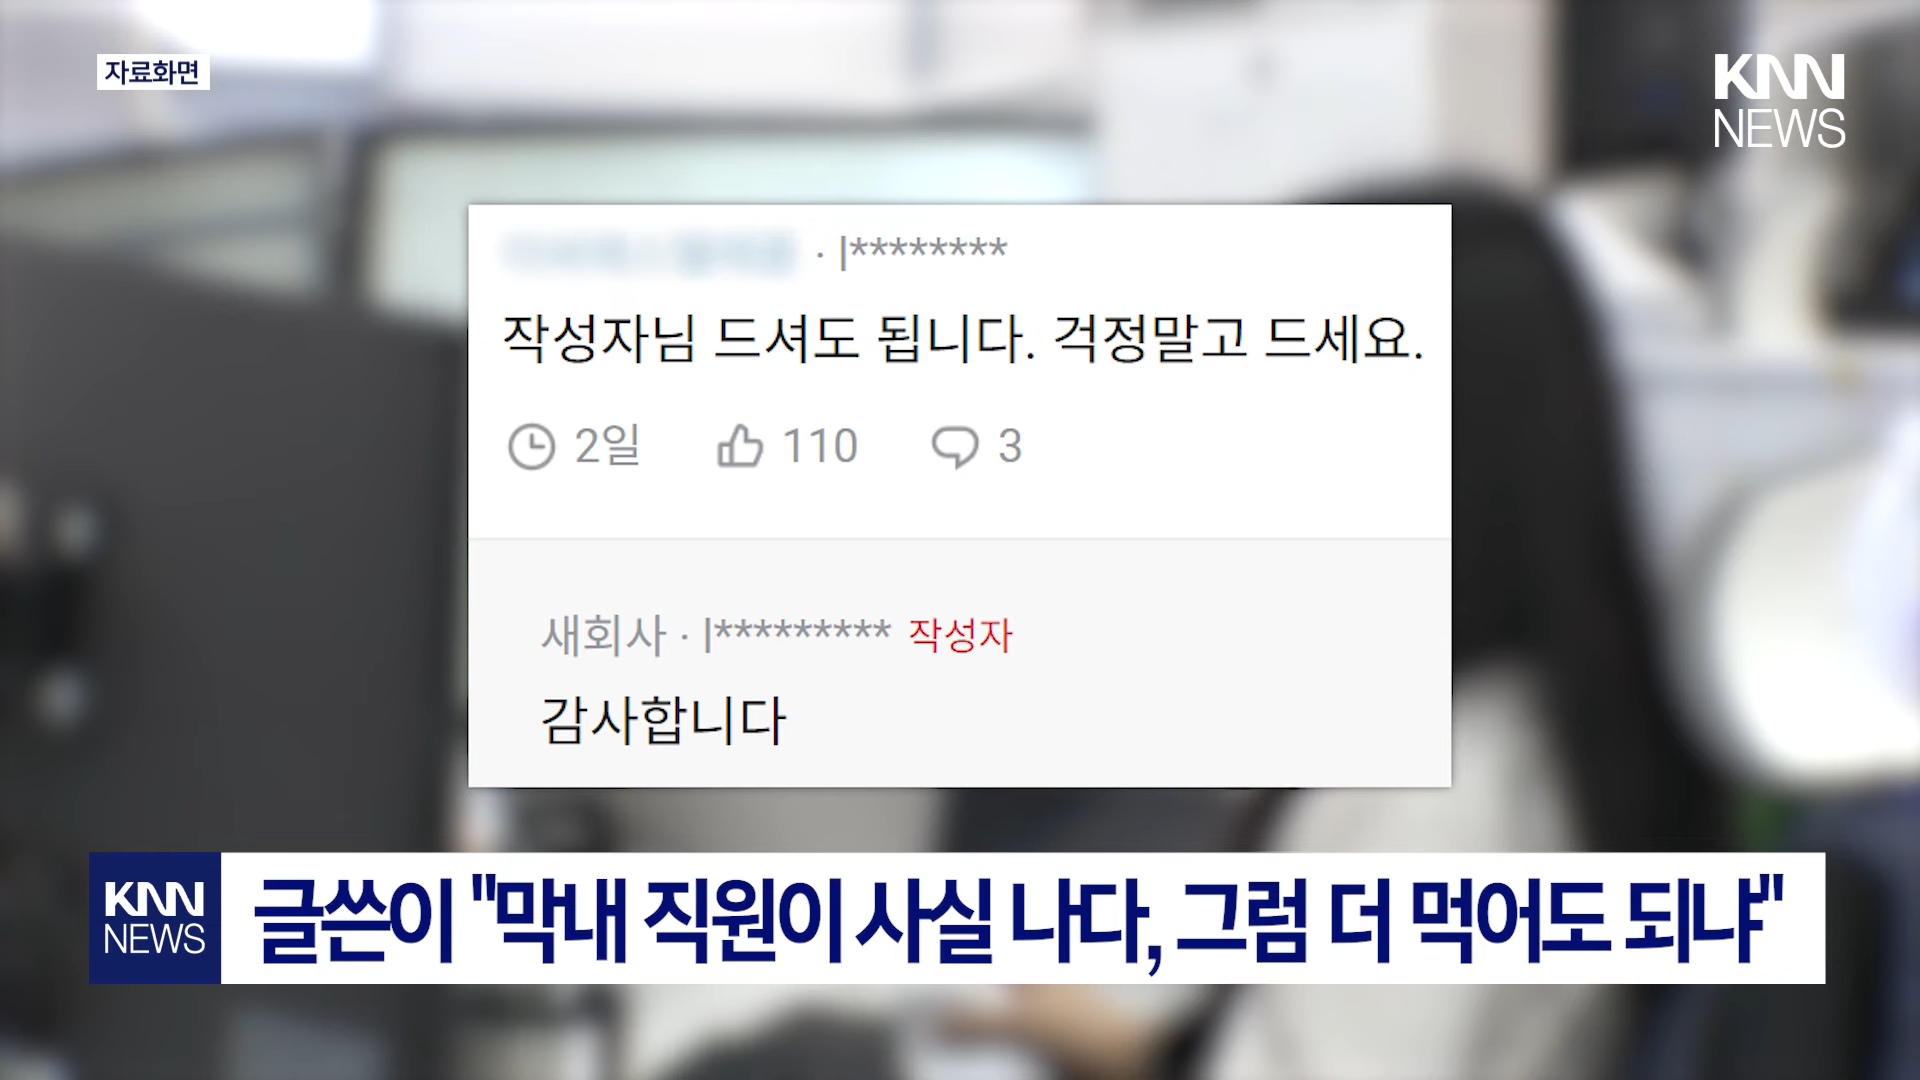 자료화면
KNN
NEWS
· l********
작성자님 드셔도 됩니다. 걱정말고 드세요.
2일 110 3
새회사 · l********* 작성자
감사합니다
KNN
NEWS
글쓴이 "막내 직원이 사실 나다, 그럼 더 먹어도 되냐"